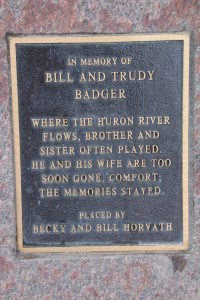 IN MEMORY OF
BILL AND TRUDY
BADGER
WHERE THE HURON RIVER
FLOWS, BROTHER AND
SISTER OFTEN PLAYED.
HE AND HIS WIFE ARE TOO
SOON GONE, COMFORT;
THE MEMORIES STAYED.
PLACED BY
BECKY AND BILL HORVATH